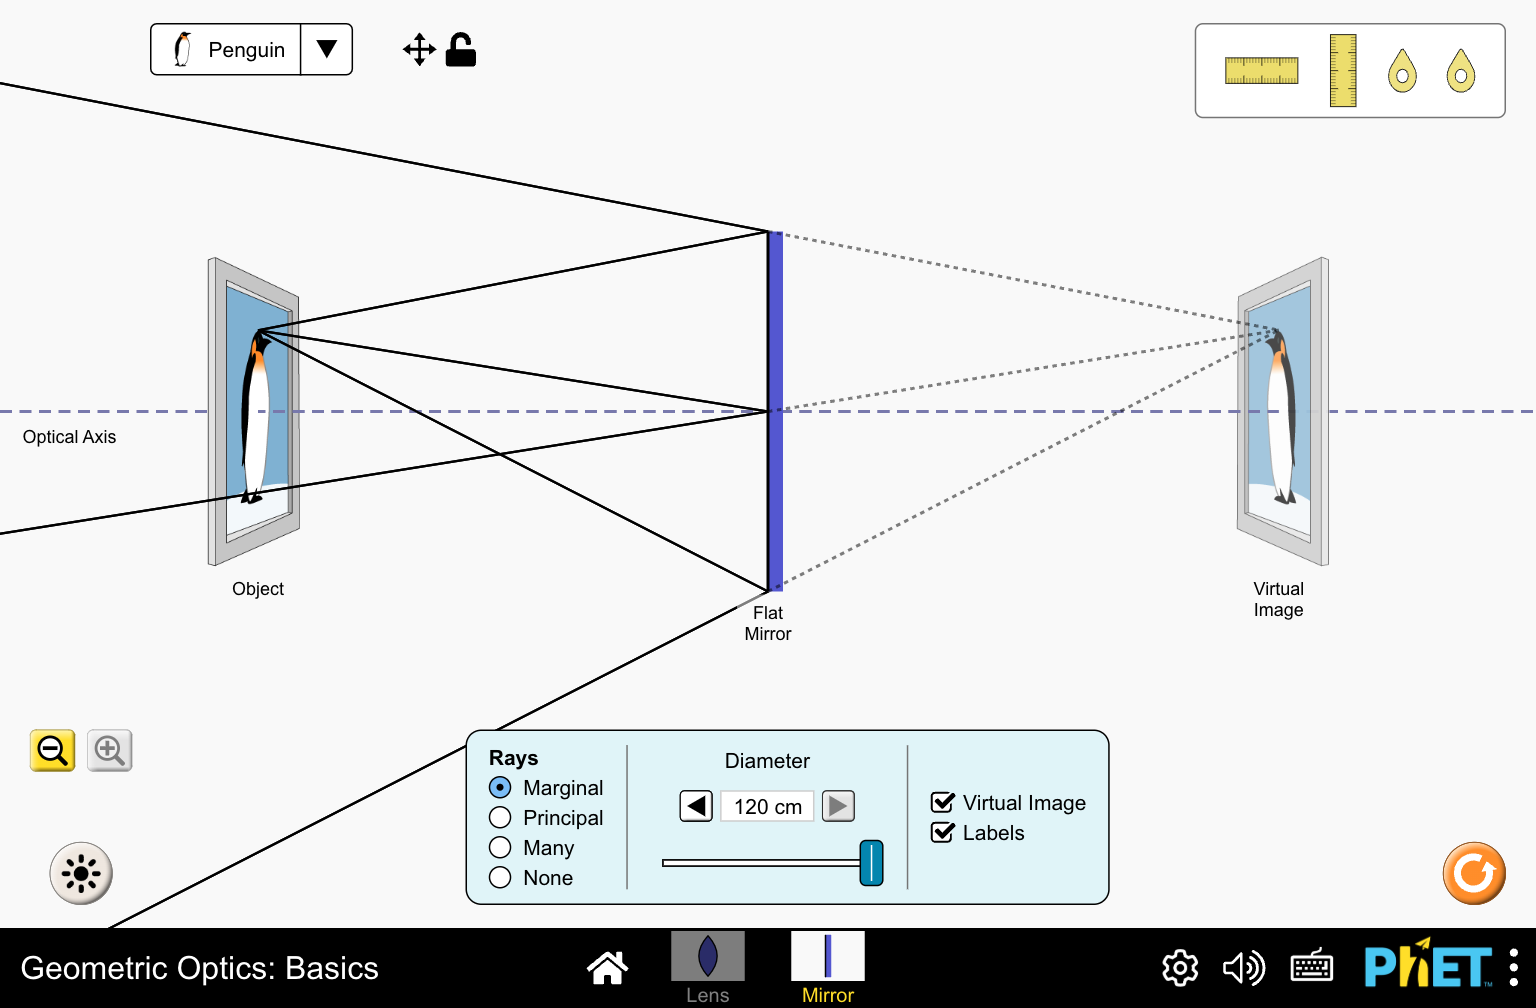 Penguin
Optical Axis
Object
Flat
Mirror
Virtual
Image
Rays
Marginal
Principal
Many
None
Diameter
120 cm
Virtual Image
Labels
Geometric Optics: Basics
Lens
Mirror
PhET